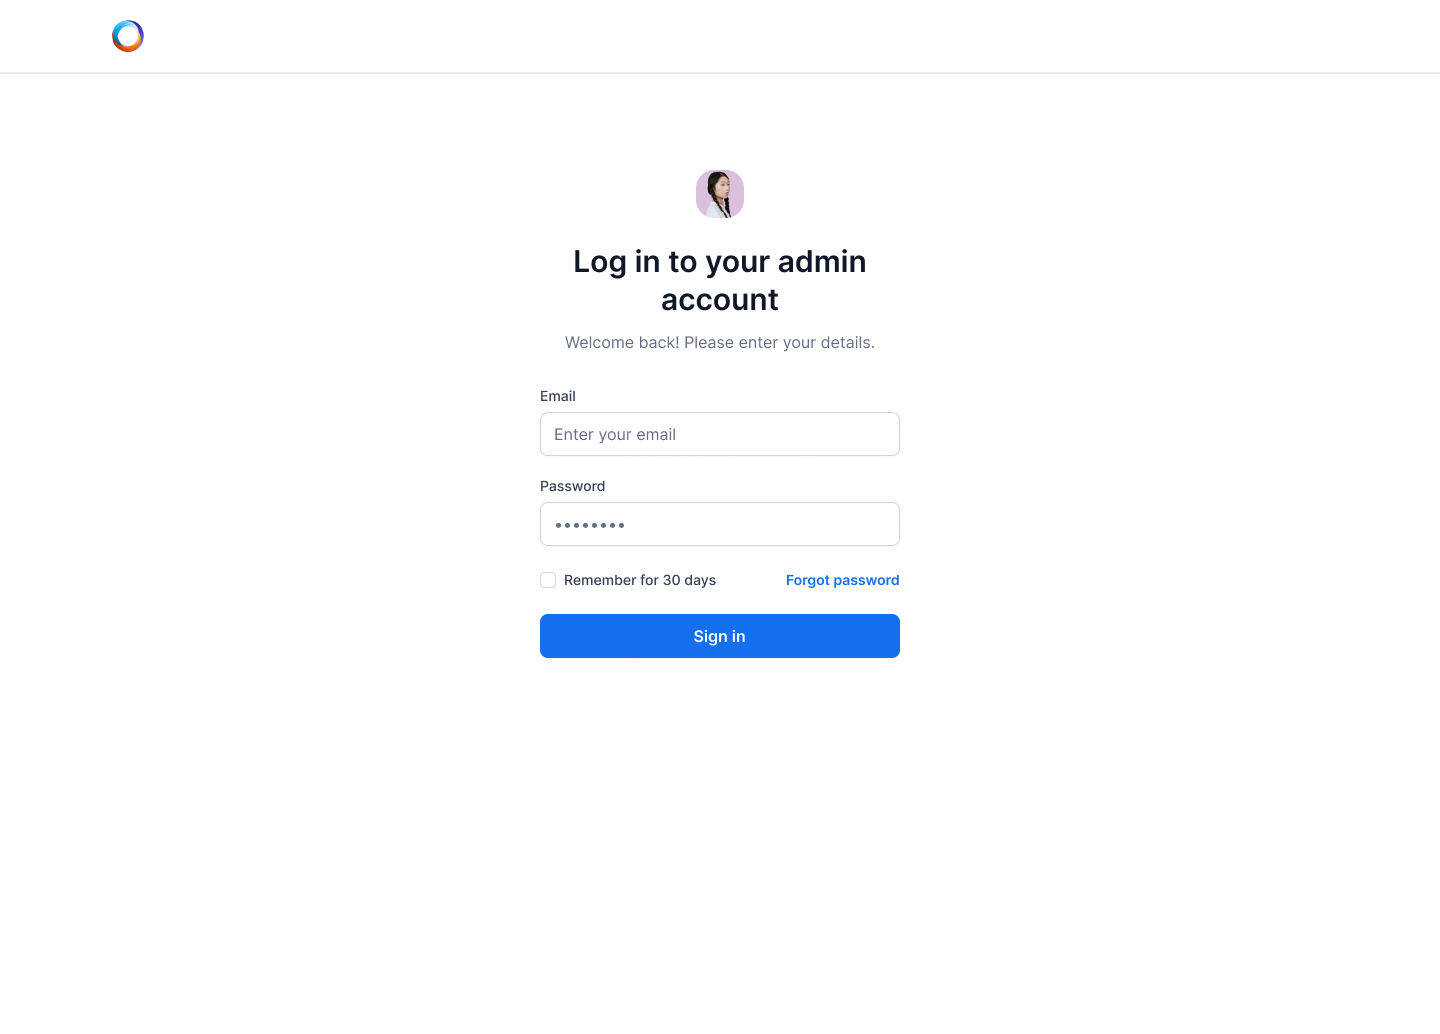 Log in to your admin
account
Welcome back! Please enter your details.
Email
Enter your email
Password
••••••••
Remember for 30 days Forgot password
Sign in